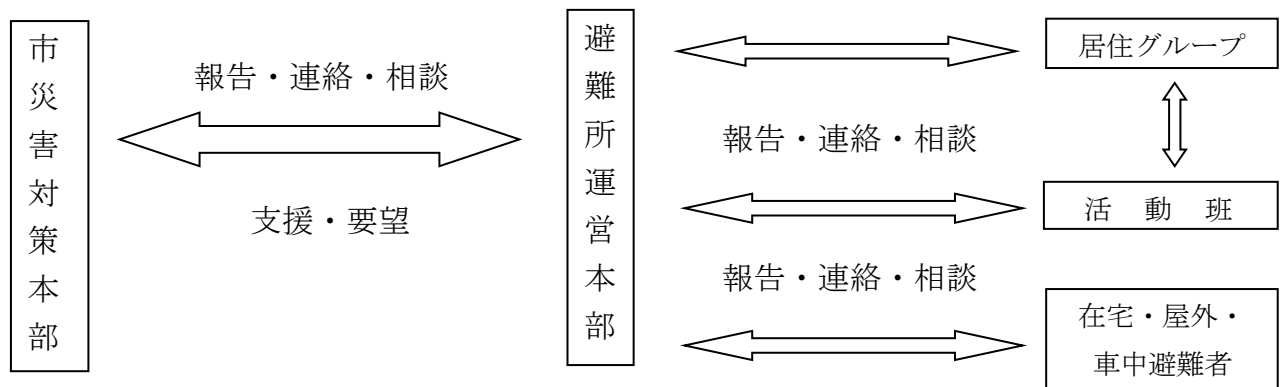 市災害対策本部
報告・連絡・相談
支援・要望
避難所運営本部
報告・連絡・相談
報告・連絡・相談
居住グループ
活動班
在宅・屋外・
車中避難者